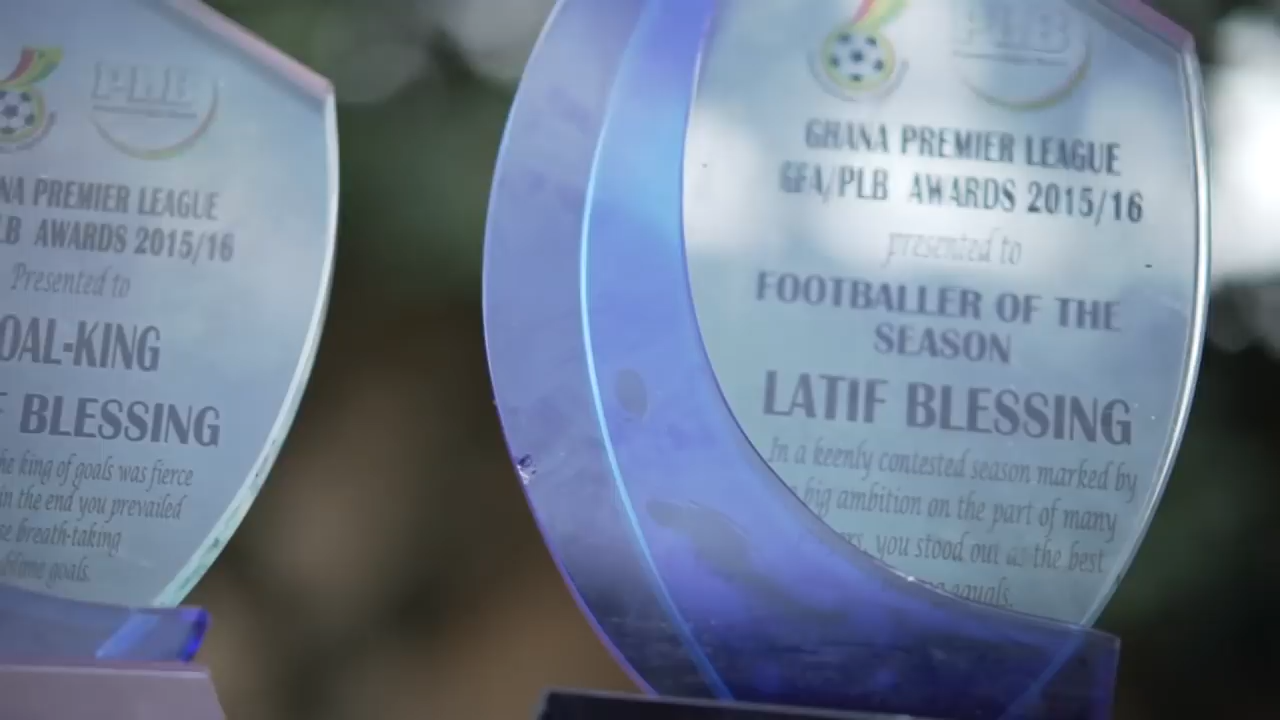 PLB
NA PREMIER LEAGUE
LB AWARDS 2015/16
Presented to
OAL-KING
F BLESSING
he king of goals was fierce
in the end you prevailed
se breath-taking
goals.
PLB
GHANA PREMIER LEAGUE
GFA/PLB AWARDS 2015/16
presented to
FOOTBALLER OF THE
SEASON
LATIF BLESSING
In a keenly contested season marked by
big ambition on the part of many
you stood out as the best
equals.